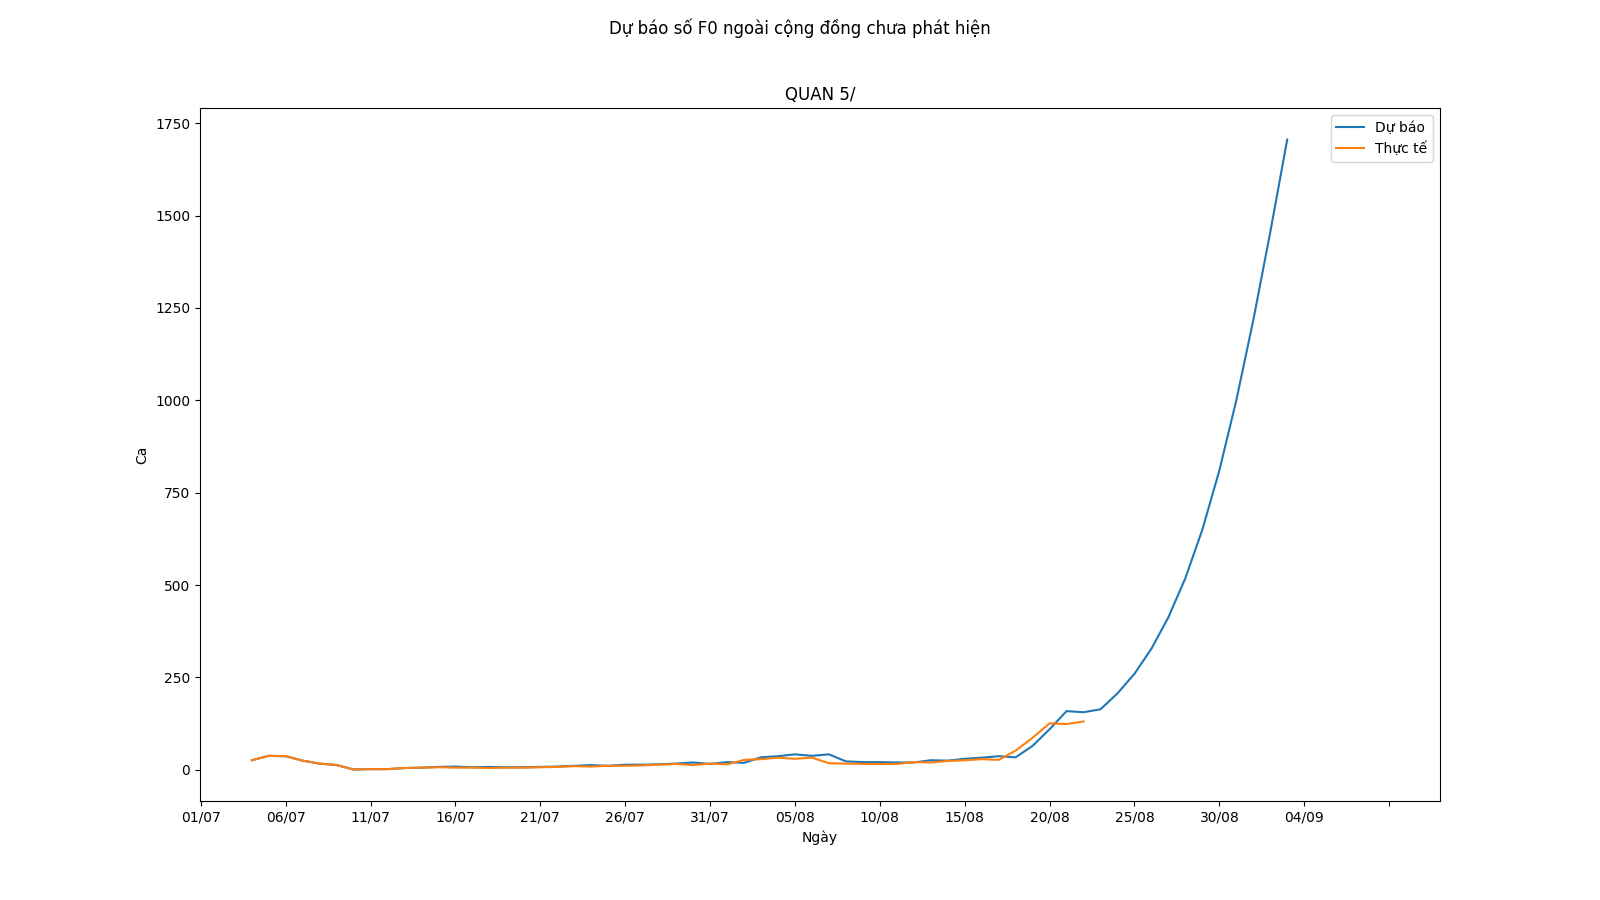 Dự báo số F0 ngoài cộng đồng chưa phát hiện
QUAN 5/
1750
1500
1250
1000
750
500
250
0
Ca
Dự báo
Thực tế
01/07 06/07 11/07 16/07 21/07 26/07 31/07 05/08 10/08 15/08 20/08 25/08 30/08 04/09
Ngày